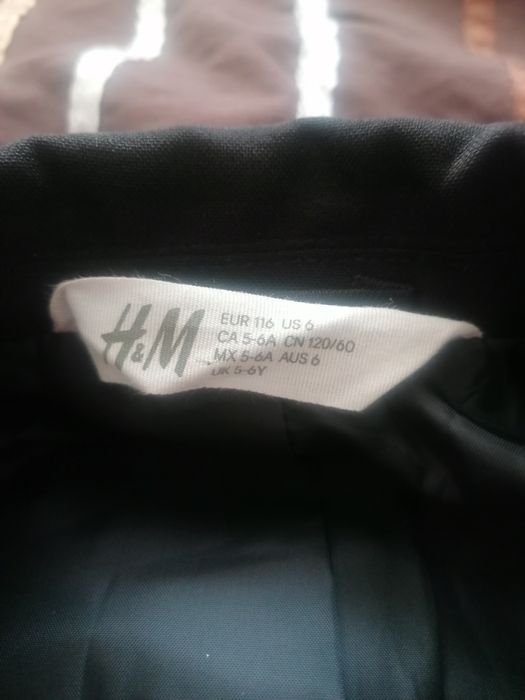 H&M
EUR 116 US 6
CA 5-6A CN 120/60
MX 5-6A AUS 6
UK 5-6Y